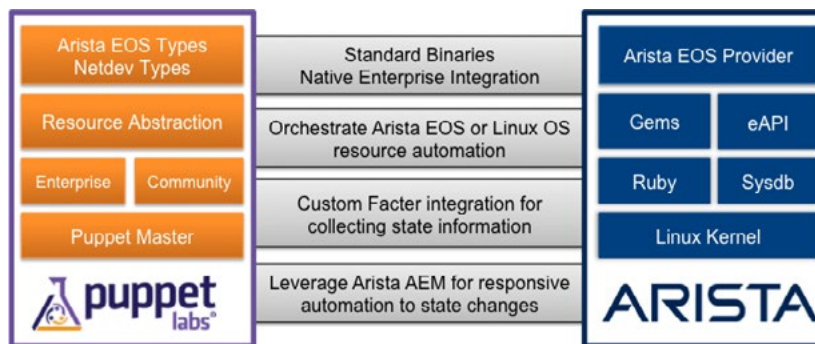 Arista EOS Types
Netdev Types
Resource Abstraction
Enterprise
Community
Puppet Master
puppet
labs®
Standard Binaries
Native Enterprise Integration
Orchestrate Arista EOS or Linux OS
resource automation
Custom Facter integration for
collecting state information
Leverage Arista AEM for responsive
automation to state changes
Arista EOS Provider
Gems
eAPI
Ruby
Sysdb
Linux Kernel
ARISTA